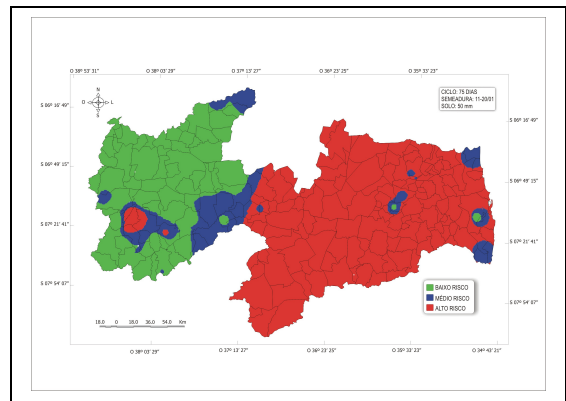 O 38º 53' 31" O 38º 03' 29" O 37º 13' 27" O 36º 23' 29" O 35º 33' 23"
N
O L
S
CICLO: 75 DIAS
SEMEADURA: 11-20/01
SOLO: 50 mm
S 06º 16' 49" S 06º 16' 49"
S 06º 49' 15" S 06º 49' 15"
S 07º 21' 41" S 07º 21' 41"
S 07º 54' 07" S 07º 54' 07"
BAIXO RISCO
MÉDIO RISCO
ALTO RISCO
18.0 0 18.0 36.0 54.0 Km
O 38º 03' 29" O 37º 13' 27" O 36º 23' 25" O 35º 33' 23" O 34º 43' 21"